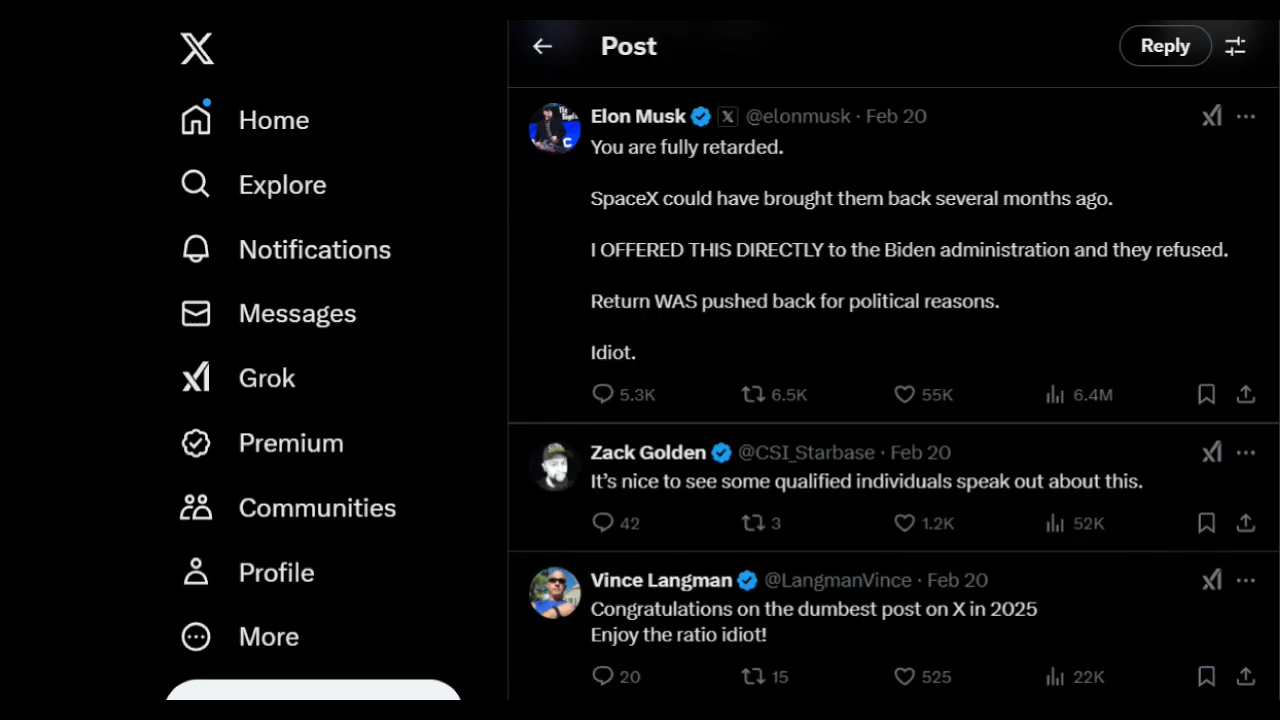 Post
Reply
Home
Explore
Notifications
Messages
Grok
Premium
Communities
Profile
More
Elon Musk @elonmusk · Feb 20
You are fully retarded.
SpaceX could have brought them back several months ago.
I OFFERED THIS DIRECTLY to the Biden administration and they refused.
Return WAS pushed back for political reasons.
Idiot.
5.3K 6.5K 55K 6.4M
Zack Golden @CSI_Starbase · Feb 20
It's nice to see some qualified individuals speak out about this.
42 3 1.2K 52K
Vince Langman @LangmanVince · Feb 20
Congratulations on the dumbest post on X in 2025
Enjoy the ratio idiot!
20 15 525 22K